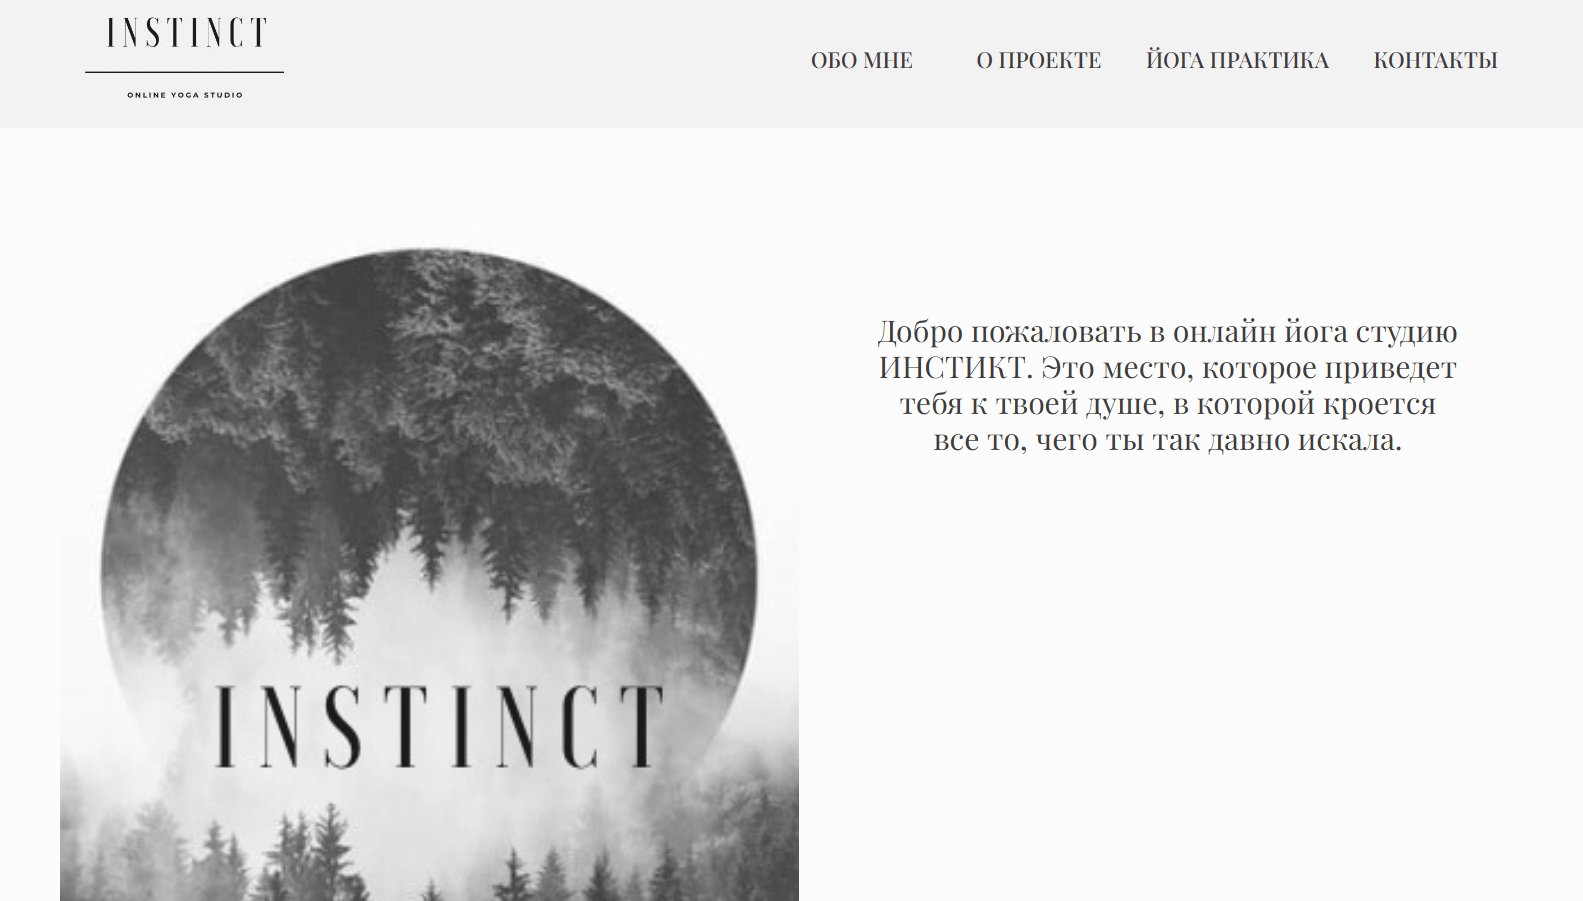 INSTINCT
ONLINE YOGA STUDIO
ОБО МНЕ
О ПРОЕКТЕ
ЙОГА ПРАКТИКА
КОНТАКТЫ
Добро пожаловать в онлайн йога студию
ИНСТИКТ. Это место, которое приведет
тебя к твоей душе, в которой кроется
все то, чего ты так давно искала.
INSTINCT